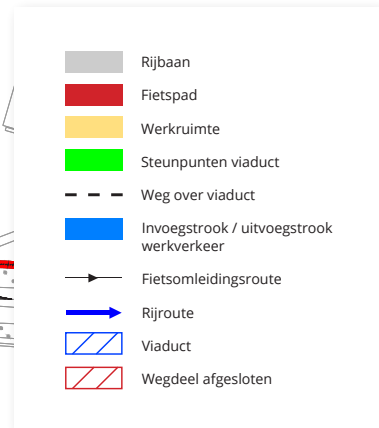 Rijbaan
Fietspad
Werkruimte
Steunpunten viaduct
Weg over viaduct
Invoegstrook / uitvoegstrook
werkverkeer
Fietsomleidingsroute
Rijroute
Viaduct
Wegdeel afgesloten